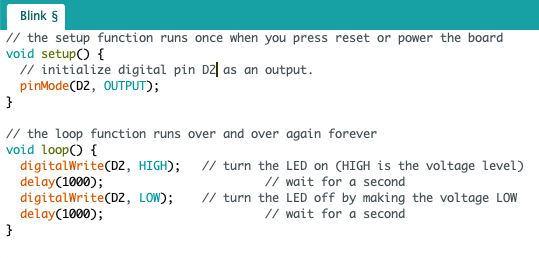 Blink §
// the setup function runs once when you press reset or power the board
void setup() {
  // initialize digital pin D2 as an output.
  pinMode(D2, OUTPUT);
}

// the loop function runs over and over again forever
void loop() {
  digitalWrite(D2, HIGH);   // turn the LED on (HIGH is the voltage level)
  delay(1000);                       // wait for a second
  digitalWrite(D2, LOW);    // turn the LED off by making the voltage LOW
  delay(1000);                       // wait for a second
}